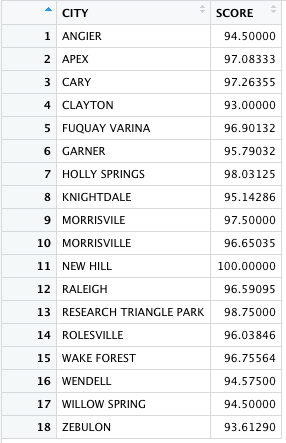 CITY SCORE
1 ANGIER 94.50000
2 APEX 97.08333
3 CARY 97.26355
4 CLAYTON 93.00000
5 FUQUAY VARINA 96.90132
6 GARNER 95.79032
7 HOLLY SPRINGS 98.03125
8 KNIGHTDALE 95.14286
9 MORRISVILE 97.50000
10 MORRISVILLE 96.65035
11 NEW HILL 100.00000
12 RALEIGH 96.59095
13 RESEARCH TRIANGLE PARK 98.75000
14 ROLESVILLE 96.03846
15 WAKE FOREST 96.75564
16 WENDELL 94.57500
17 WILLOW SPRING 94.50000
18 ZEBULON 93.61290